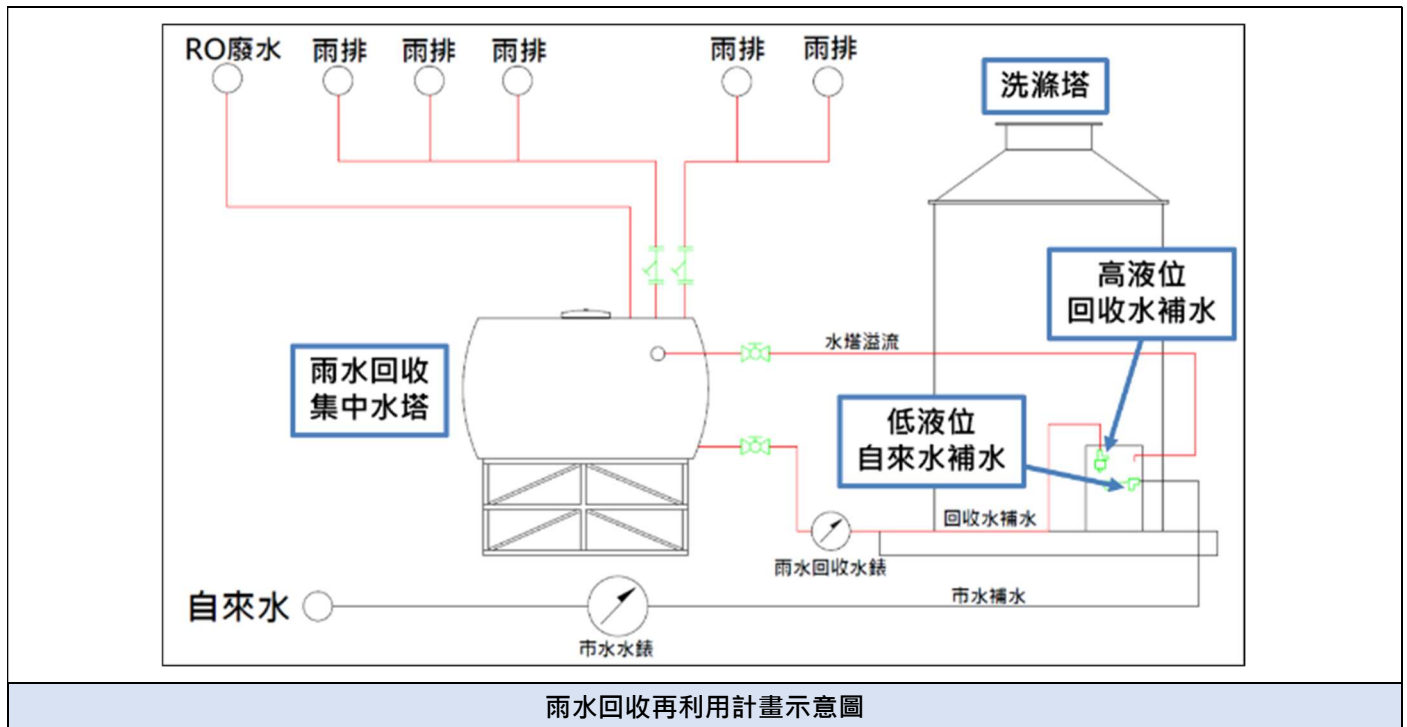 RO廢水
雨排
雨排
雨排
雨排
雨排
洗滌塔
高液位
回收水補水
水塔溢流
雨水回收
集中水塔
低液位
自來水補水
回收水補水
雨水回收水錶
自來水
市水補水
市水水錶
雨水回收再利用計畫示意圖